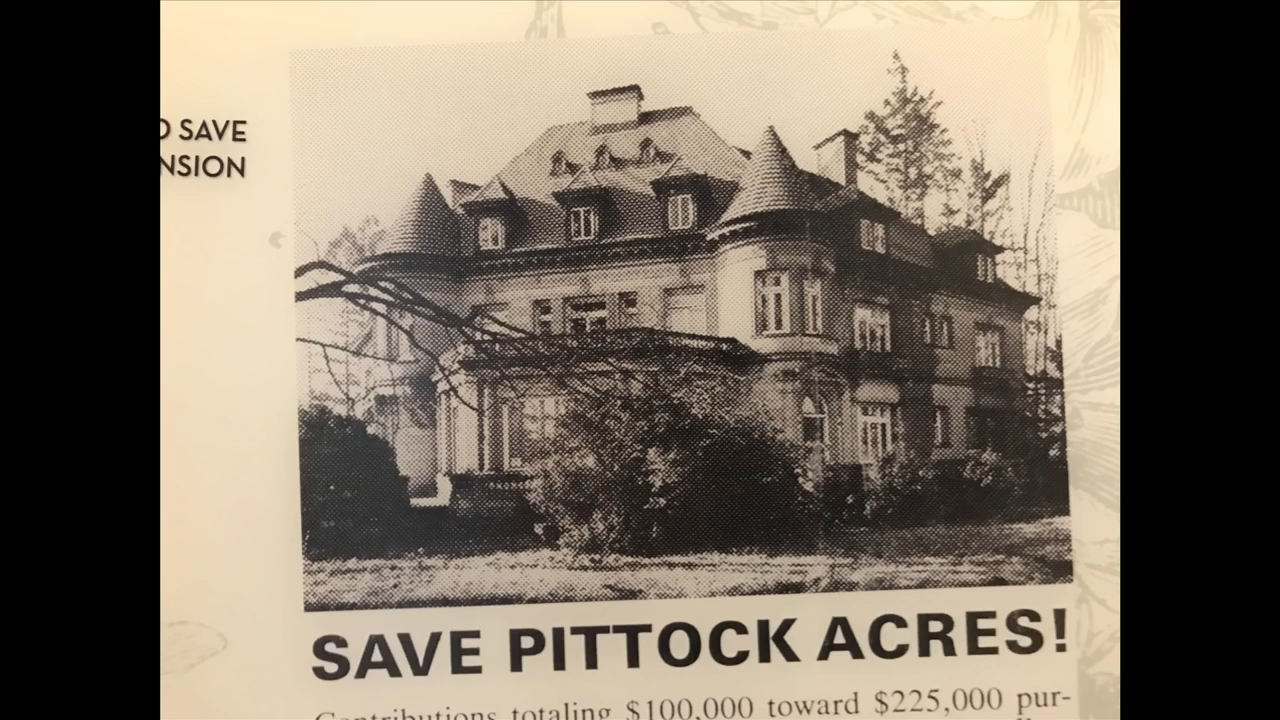 D SAVE
NSION
SAVE PITTOCK ACRES!
Contributions totaling $100,000 toward $225,000 pur-